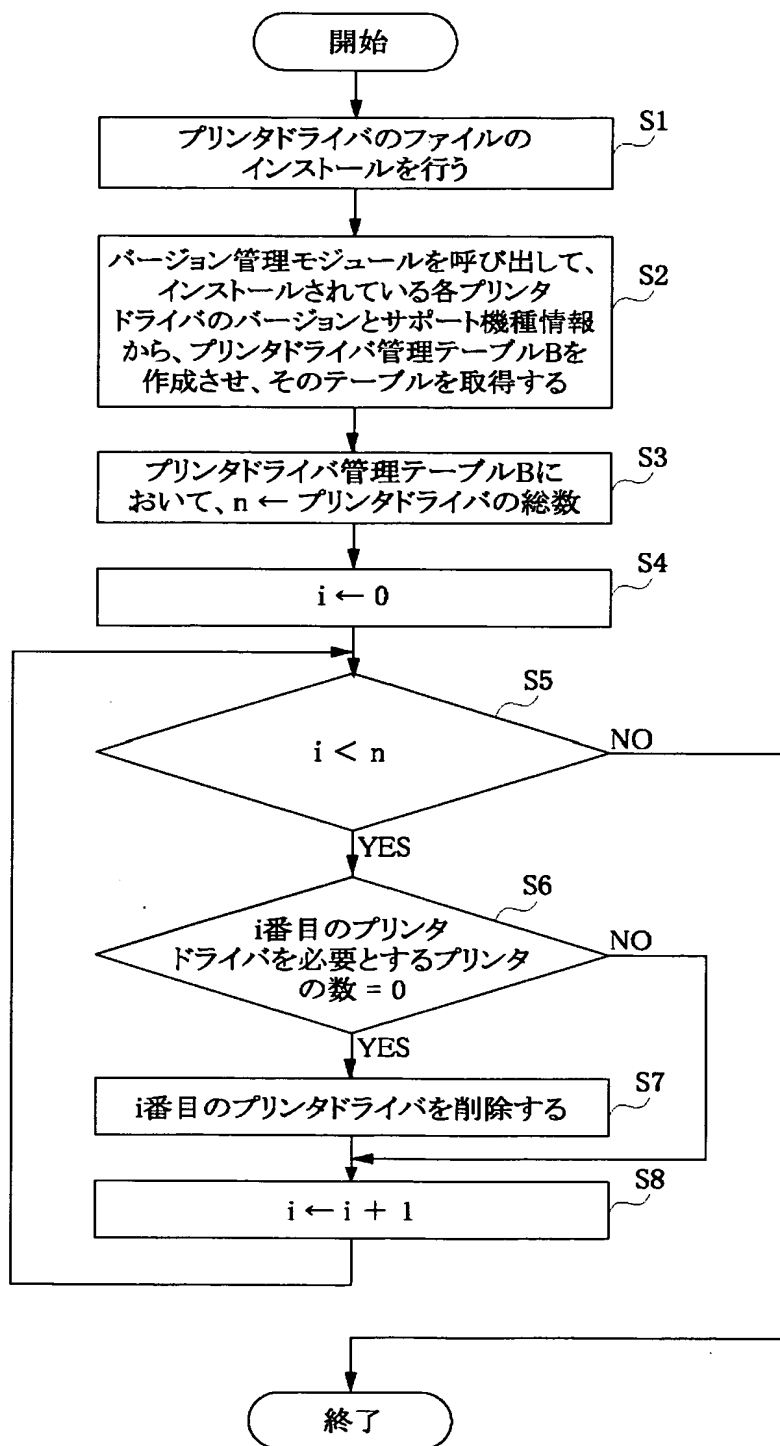 開始
プリンタドライバのファイルの
インストールを行う
S1
バージョン管理モジュールを呼び出して、
インストールされている各プリンタ
ドライバのバージョンとサポート機種情報
から、プリンタドライバ管理テーブルBを
作成させ、そのテーブルを取得する
S2
プリンタドライバ管理テーブルBに
おいて、n ← プリンタドライバの総数
S3
i ← 0
S4
i < n
S5
NO
YES
i番目のプリンタ
ドライバを必要とするプリンタ
の数 = 0
S6
NO
YES
i番目のプリンタドライバを削除する
S7
i ← i + 1
S8
終了